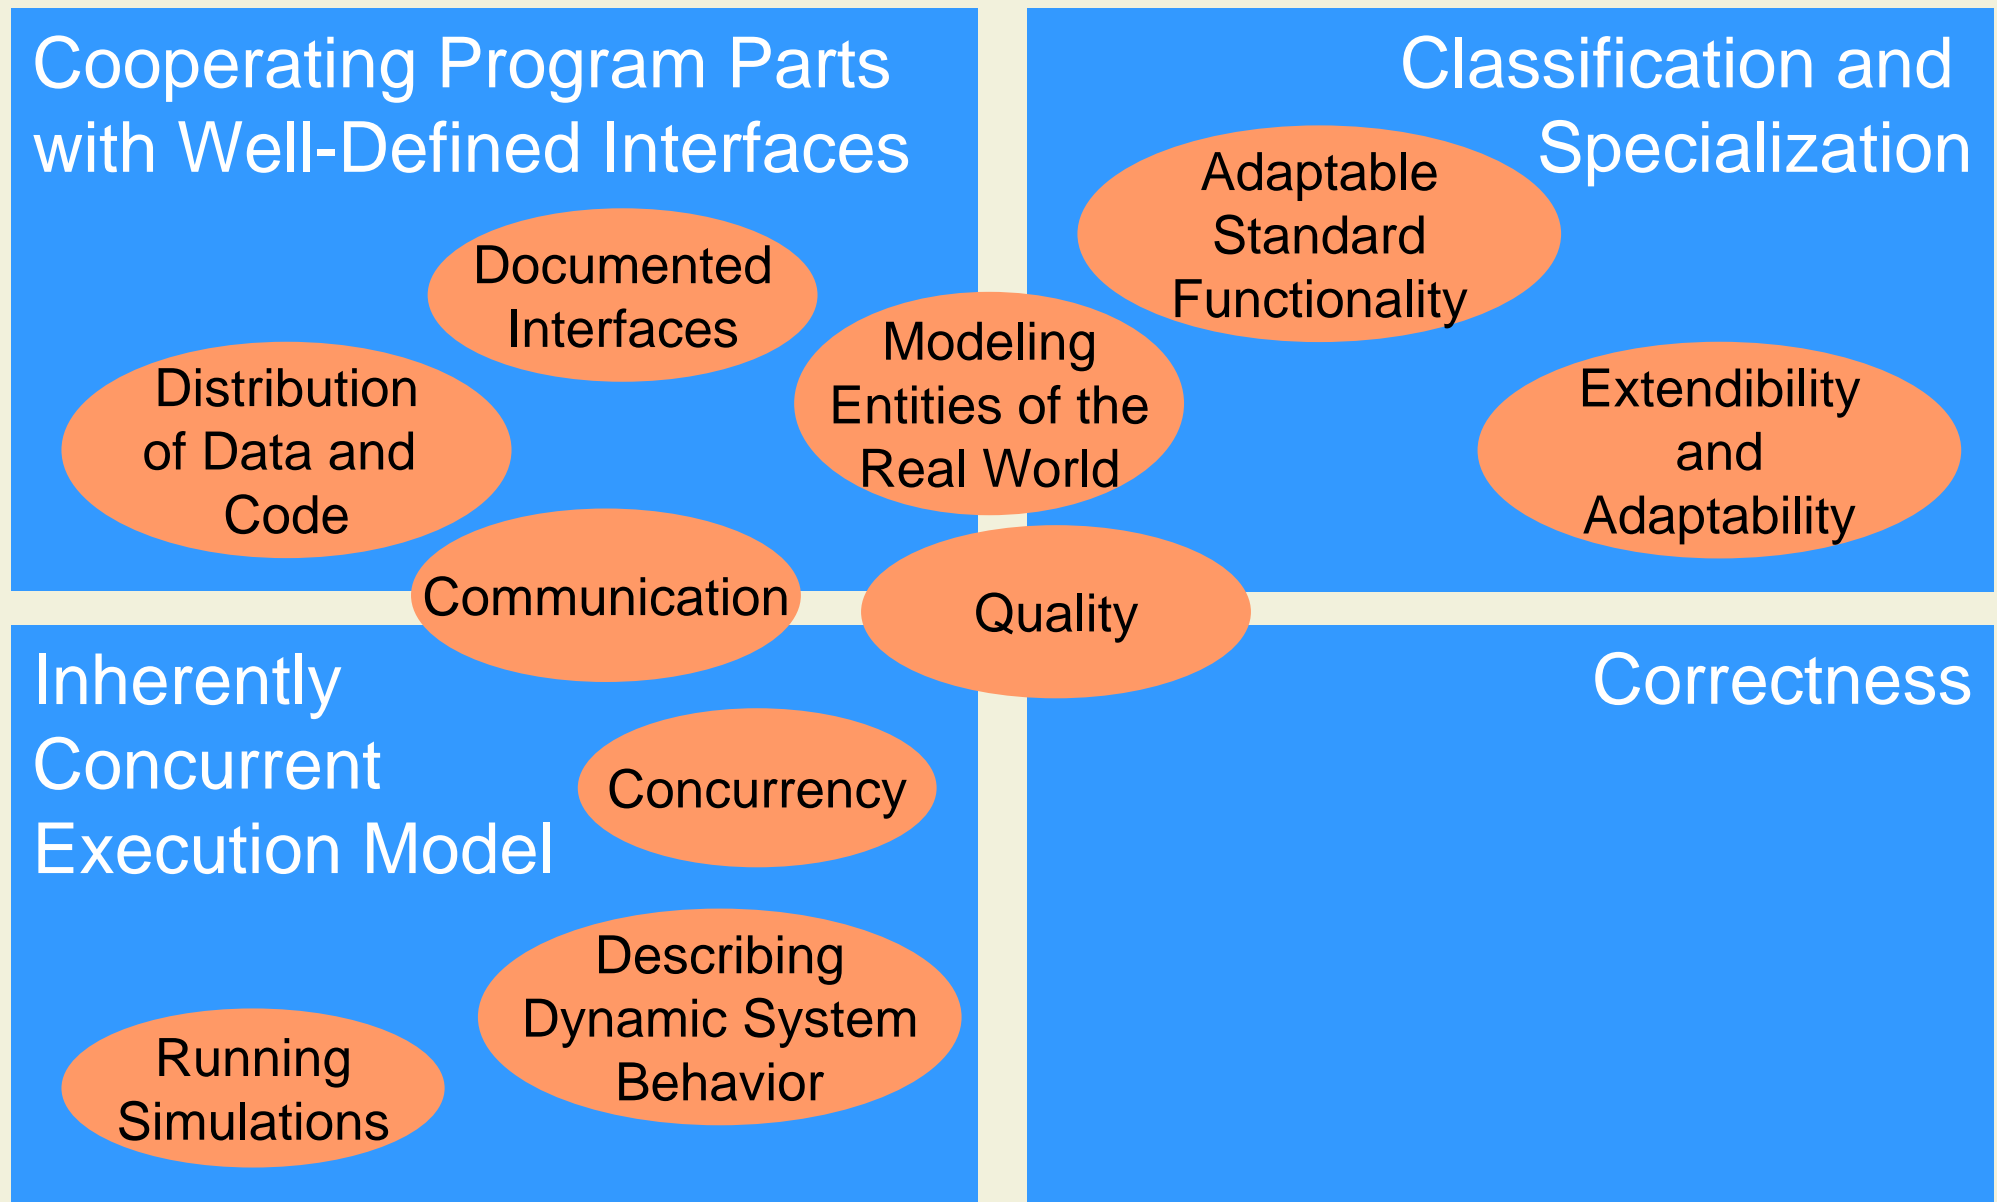 Cooperating Program Parts
with Well-Defined Interfaces
Documented
Interfaces
Distribution
of Data and
Code
Modeling
Entities of the
Real World
Classification and
Specialization
Adaptable
Standard
Functionality
Extendibility
and
Adaptability
Communication
Quality
Inherently
Concurrent
Execution Model
Concurrency
Describing
Dynamic System
Behavior
Running
Simulations
Correctness